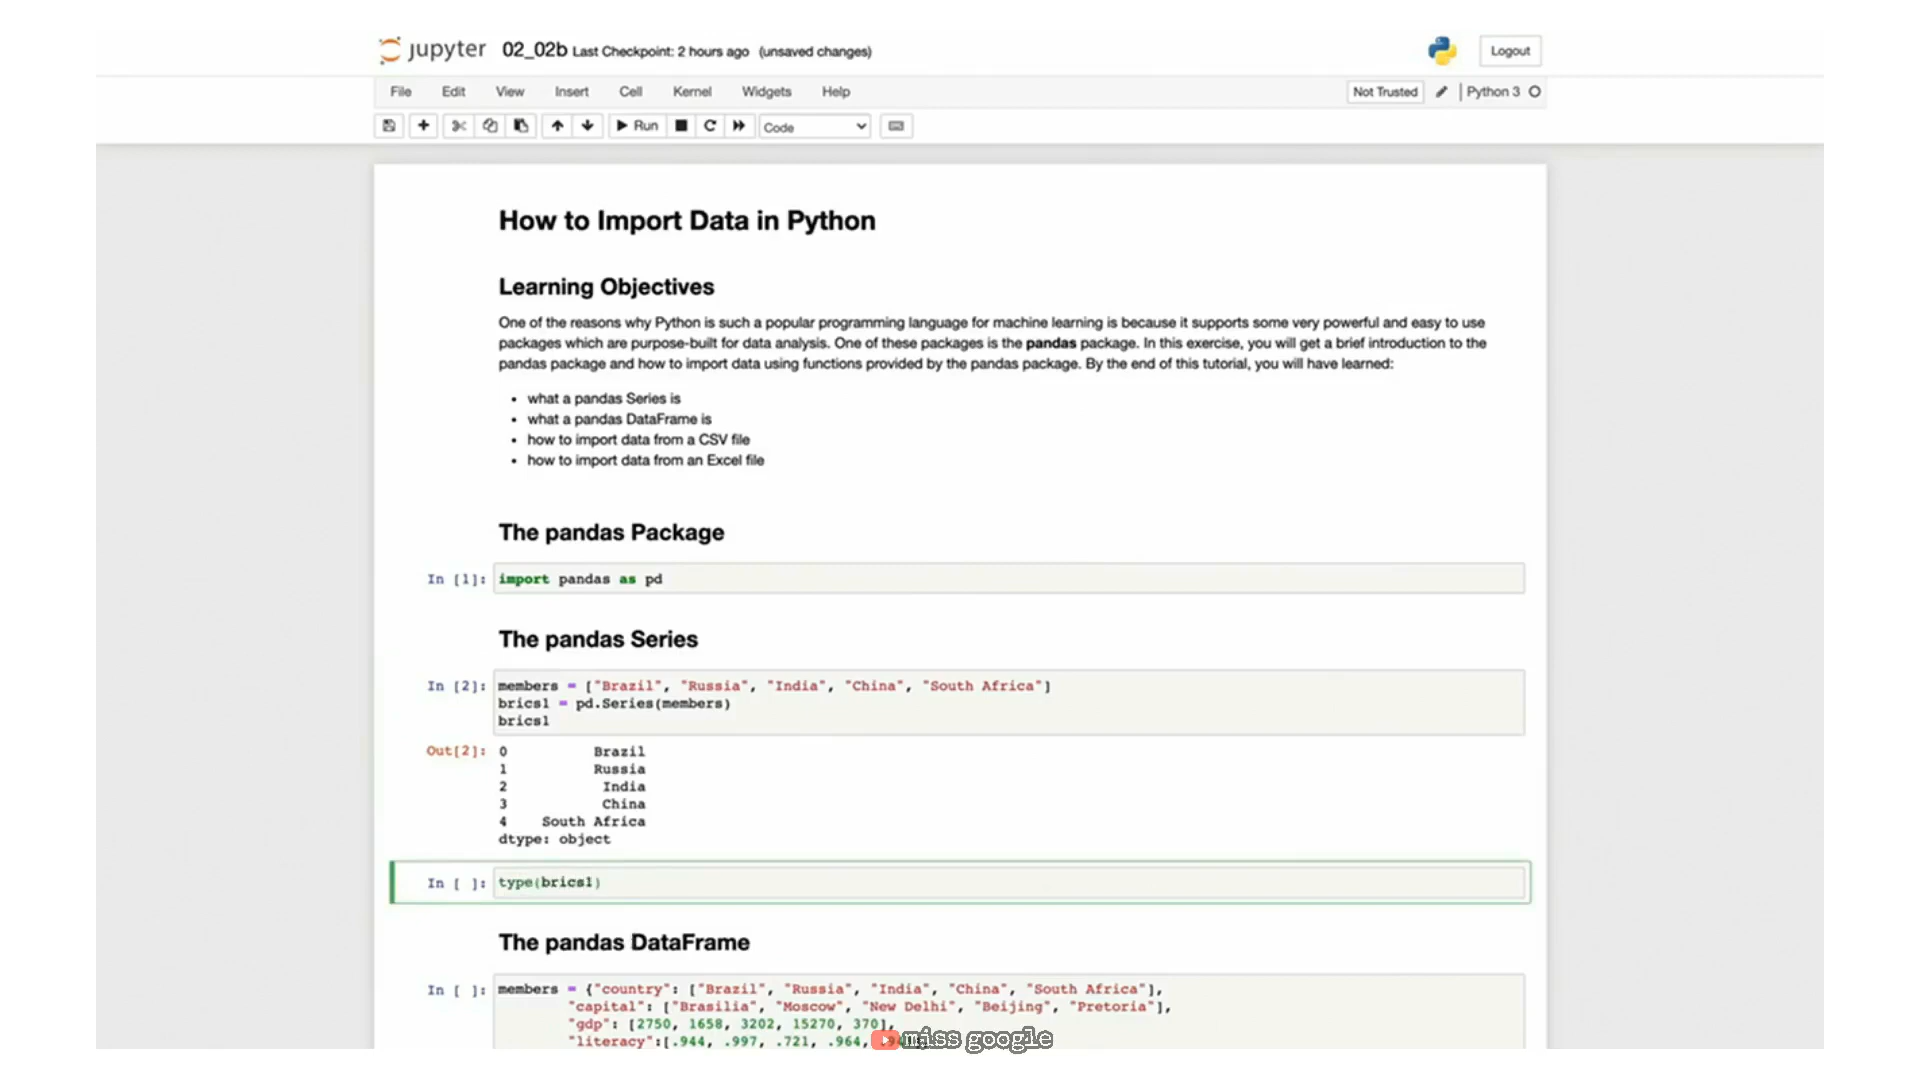 jupyter 02_02b Last Checkpoint: 2 hours ago (unsaved changes)
Logout
File Edit View Insert Cell Kernel Widgets Help
Not Trusted
Python 3
Run
Code
How to Import Data in Python
Learning Objectives
One of the reasons why Python is such a popular programming language for machine learning is because it supports some very powerful and easy to use
packages which are purpose-built for data analysis. One of these packages is the pandas package. In this exercise, you will get a brief introduction to the
pandas package and how to import data using functions provided by the pandas package. By the end of this tutorial, you will have learned:
• what a pandas Series is
• what a pandas DataFrame is
• how to import data from a CSV file
• how to import data from an Excel file
The pandas Package
In [1]: import pandas as pd
The pandas Series
In [2]: members = ["Brazil", "Russia", "India", "China", "South Africa"]
brics1 = pd.Series(members)
brics1
Out[2]: 0 Brazil
1 Russia
2 India
3 China
4 South Africa
dtype: object
In [ ]: type(brics1)
The pandas DataFrame
In [ ]: members = {"country": ["Brazil", "Russia", "India", "China", "South Africa"],
"capital": ["Brasilia", "Moscow", "New Delhi", "Beijing", "Pretoria"],
"gdp": [2750, 1658, 3202, 15270, 370],
"literacy":[.944, .997, .721, .964,
miss google